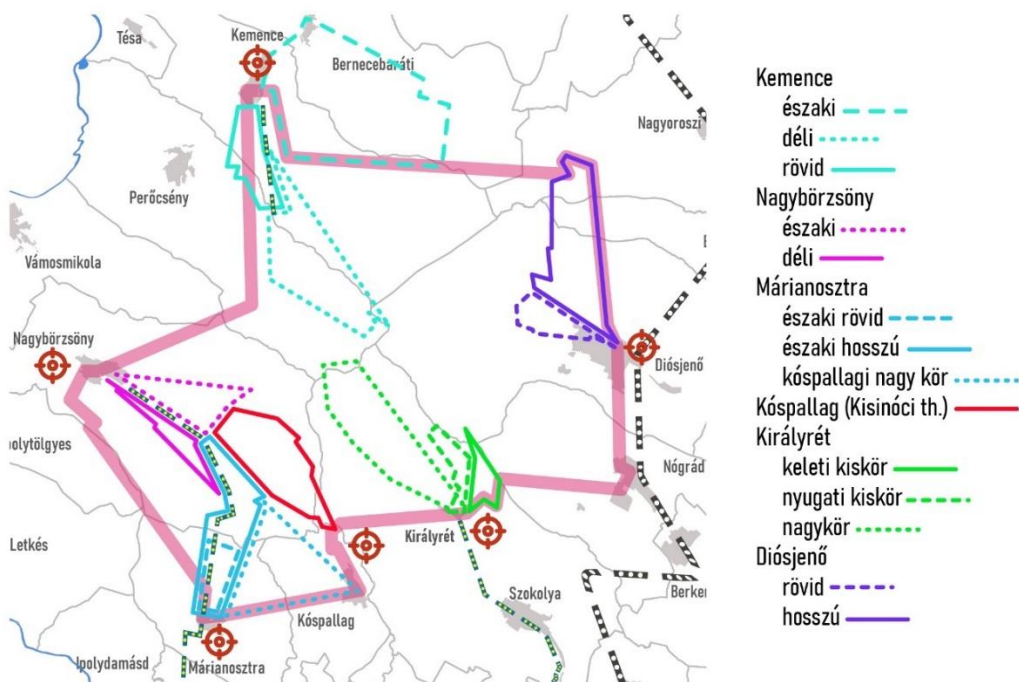 Tésa
Kemence
Bernecebaráti
Nagyoroszi
Perőcsény
Vámosmikola
Nagybörzsöny
Diósjenő
polytölgyes
Nógrád
Letkés
Királyrét
Szokolya
Berker
Kóspallag
Ipolydamásd
Márianosztra
Kemence
északi
déli
rövid
Nagybörzsöny
északi
déli
Márianosztra
északi rövid
északi hosszú
kóspallagi nagy kör
Kóspallag (Kisinóci th.)
Királyrét
keleti kiskör
nyugati kiskör
nagykör
Diósjenő
rövid
hosszú